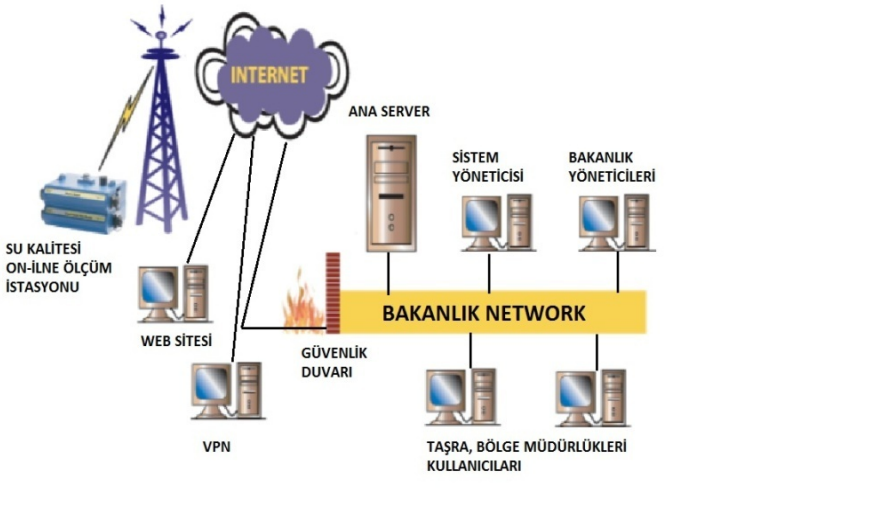 INTERNET
ANA SERVER
SİSTEM
YÖNETİCİSİ
BAKANLIK
YÖNETİCİLERİ
SU KALİTESİ
ON-İLNE ÖLÇÜM
İSTASYONU
WEB SİTESİ
BAKANLIK NETWORK
GÜVENLİK
DUVARI
VPN
TAŞRA, BÖLGE MÜDÜRLÜKLERİ
KULLANICILARI